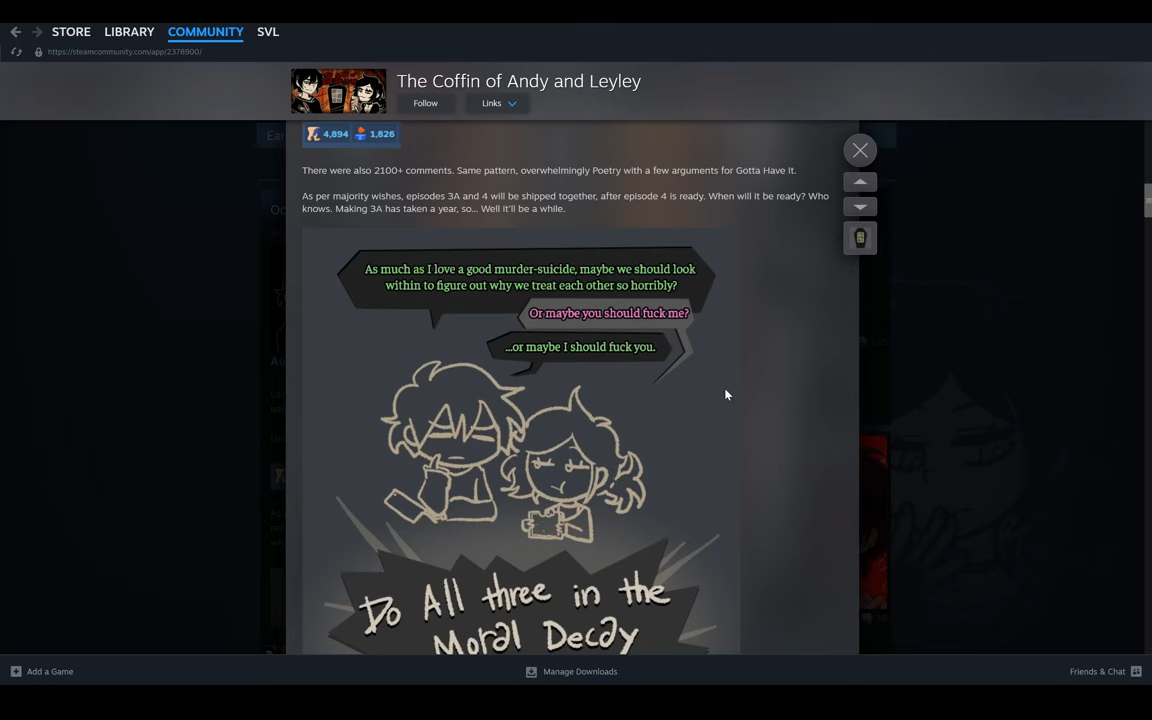 STORE LIBRARY COMMUNITY SVL
https://steamcommunity.com/app/2378900/
The Coffin of Andy and Leyley
Follow Links
Ear
4,894 1,826
There were also 2100+ comments. Same pattern, overwhelmingly Poetry with a few arguments for Gotta Have it.
As per majority wishes, episodes 3A and 4 will be shipped together, after episode 4 is ready. When will it be ready? Who
knows. Making 3A has taken a year, so... Well it'll be a while.
As much as I love a good murder-suicide, maybe we should look
within to figure out why we treat each other so horribly?
Or maybe you should fuck me?
...or maybe I should fuck you.
Do All three in the
Moral Decay
Add a Game Manage Downloads Friends & Chat